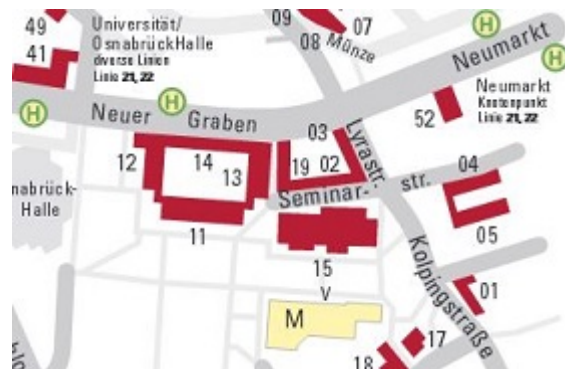 49
41
Universität/
OsnabrückHalle
diverse Linien
Linie 21, 22
09
08
07
Münze
H
H
H
H
Neumarkt
Neumarkt
Knotenpunkt
Linie 21, 22
52
Neuer Graben
Lyrastr.
03
02
19
12
14
13
11
Seminar- str.
04
05
nabrück-
Halle
15
V
M
Kolpingstraße
01
17
18